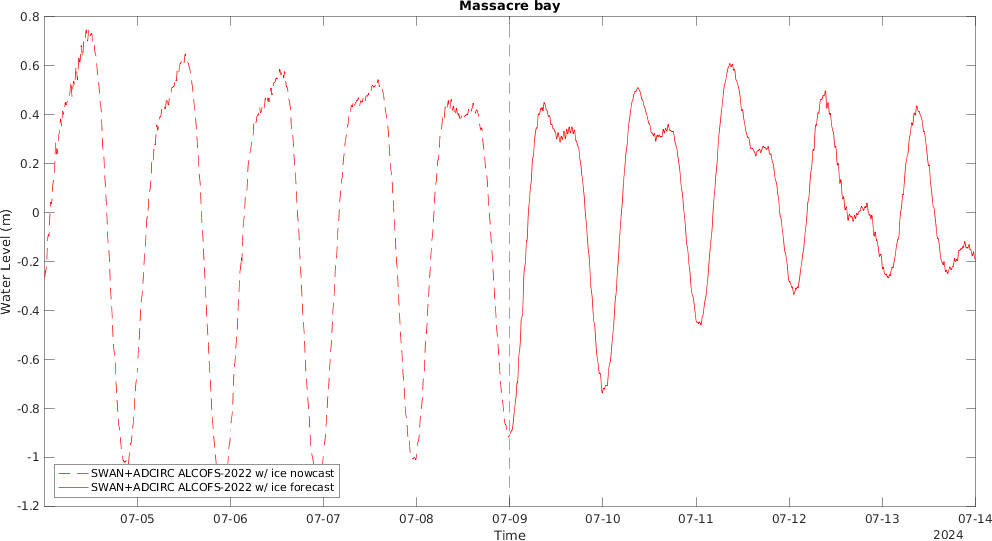 Massacre bay
0.8
0.6
0.4
0.2
0
-0.2
-0.4
-0.6
-0.8
-1
-1.2
Water Level (m)
SWAN+ADCIRC ALCOFS-2022 w/ ice nowcast
SWAN+ADCIRC ALCOFS-2022 w/ ice forecast
07-05 07-06 07-07 07-08 07-09 07-10 07-11 07-12 07-13 07-14
Time
2024